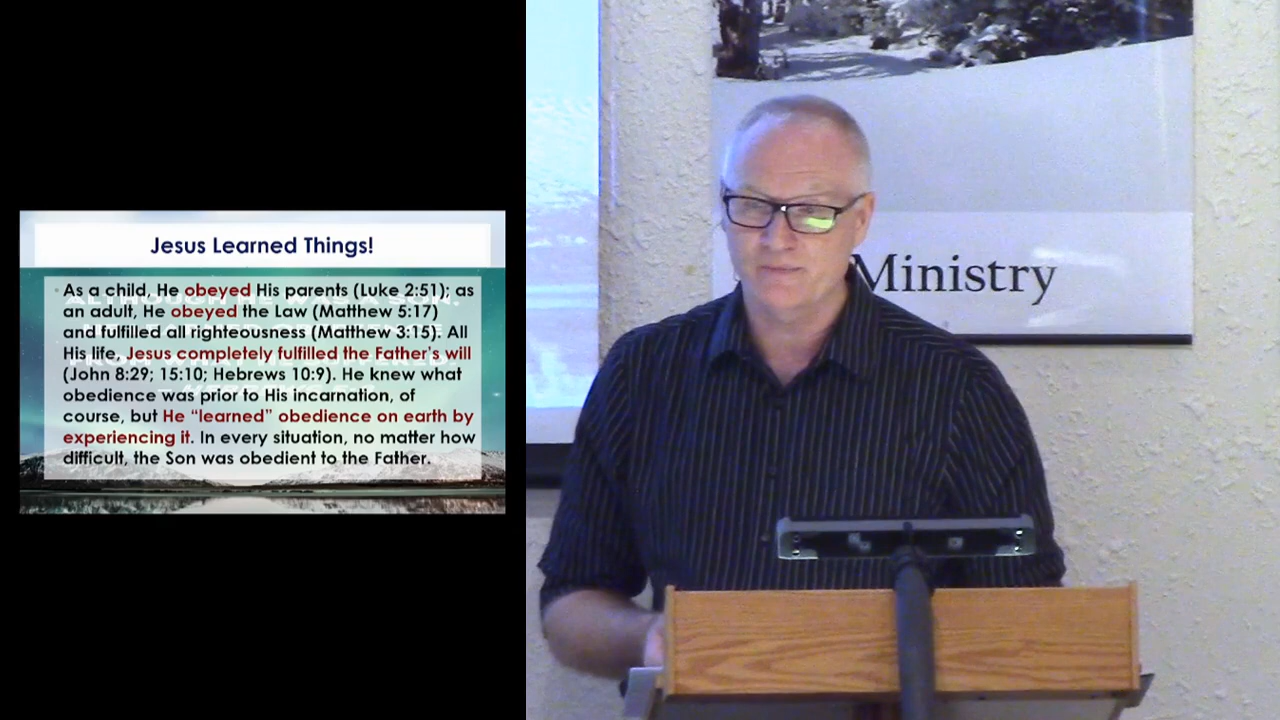 Jesus Learned Things!
As a child, He obeyed His parents (Luke 2:51); as
an adult, He obeyed the Law (Matthew 5:17)
and fulfilled all righteousness (Matthew 3:15). All
His life, Jesus completely fulfilled the Father's will
(John 8:29; 15:10; Hebrews 10:9). He knew what
obedience was prior to His incarnation, of
course, but He “learned” obedience on earth by
experiencing it. In every situation, no matter how
difficult, the Son was obedient to the Father.
Ministry